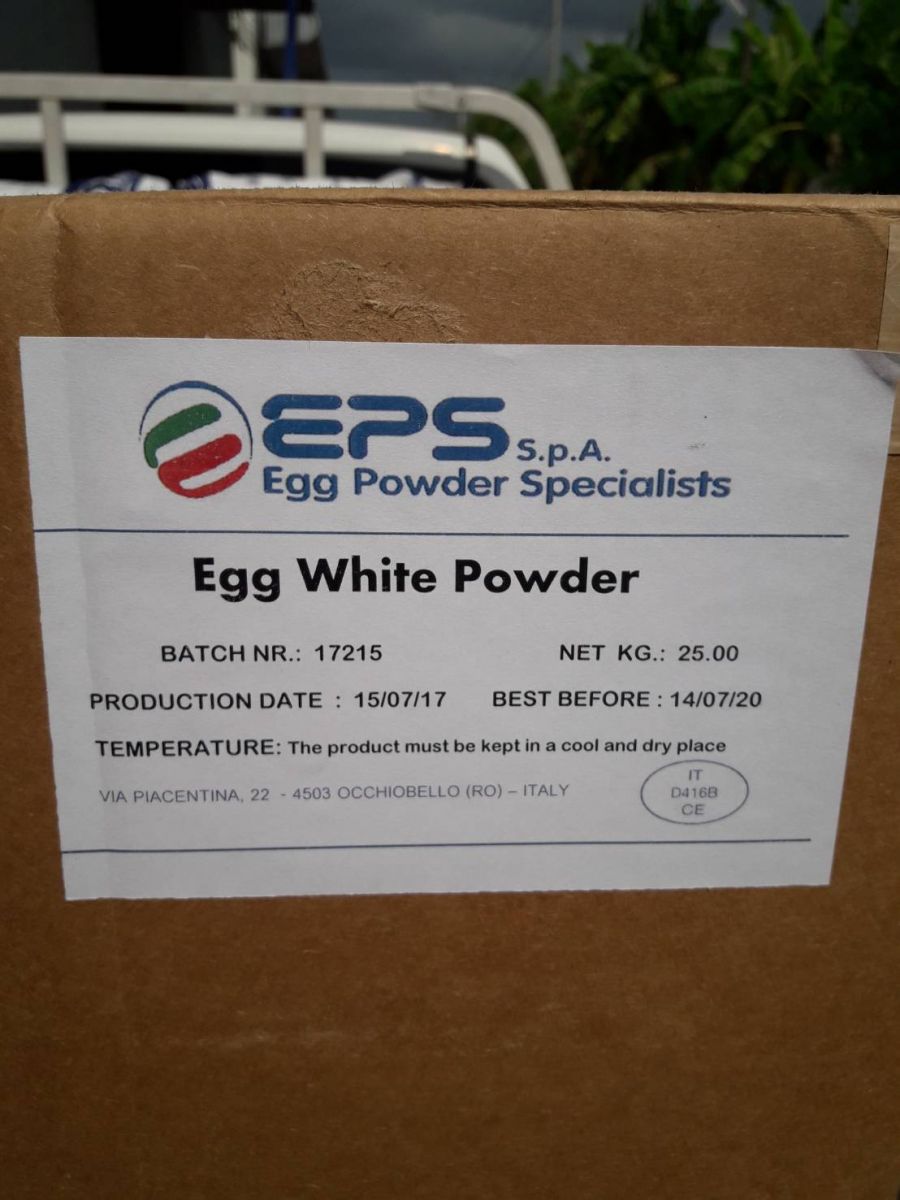 EPS S.p.A.
Egg Powder Specialists
Egg White Powder
BATCH NR.: 17215 NET KG.: 25.00
PRODUCTION DATE : 15/07/17 BEST BEFORE : 14/07/20
TEMPERATURE: The product must be kept in a cool and dry place
VIA PIACENTINA, 22 - 4503 OCCHIOBELLO (RO) – ITALY
IT
D416B
CE